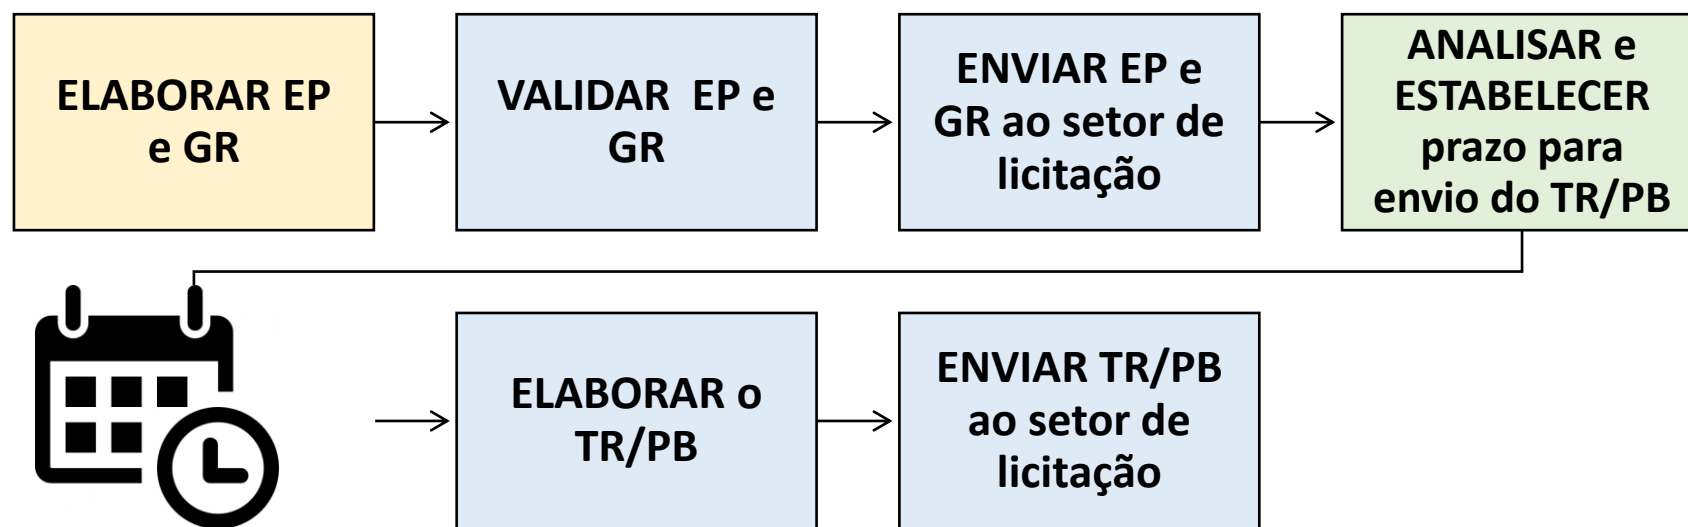 ELABORAR EP
e GR
VALIDAR EP e
GR
ENVIAR EP e
GR ao setor de
licitação
ANALISAR e
ESTABELECER
prazo para
envio do TR/PB
ELABORAR o
TR/PB
ENVIAR TR/PB
ao setor de
licitação